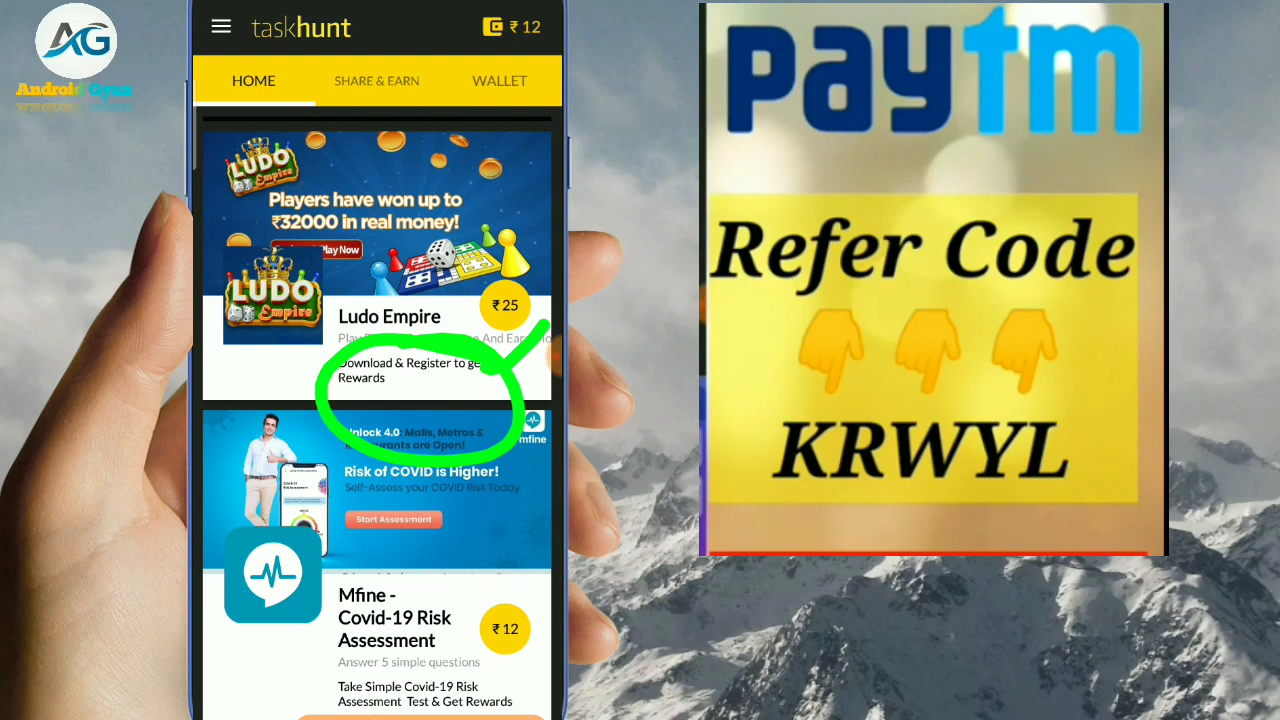 AG
Android Gyan
taskhunt
₹ 12
HOME
SHARE & EARN
WALLET
LUDO
Empire
Players have won up to
₹32000 in real money!
Play Now
LUDO
Empire
₹ 25
Ludo Empire
Download & Register to ge
Rewards
Unlock 4.0: Malls, Metros &
Restaurants are Open!
mfine
Risk of COVID is Higher!
Self-Assess your COVID Risk Today
Start Assessment
Mfine -
Covid-19 Risk
Assessment
₹ 12
Answer 5 simple questions
Take Simple Covid-19 Risk
Assessment Test & Get Rewards
paytm
Refer Code
👇 👇 👇
KRWYL